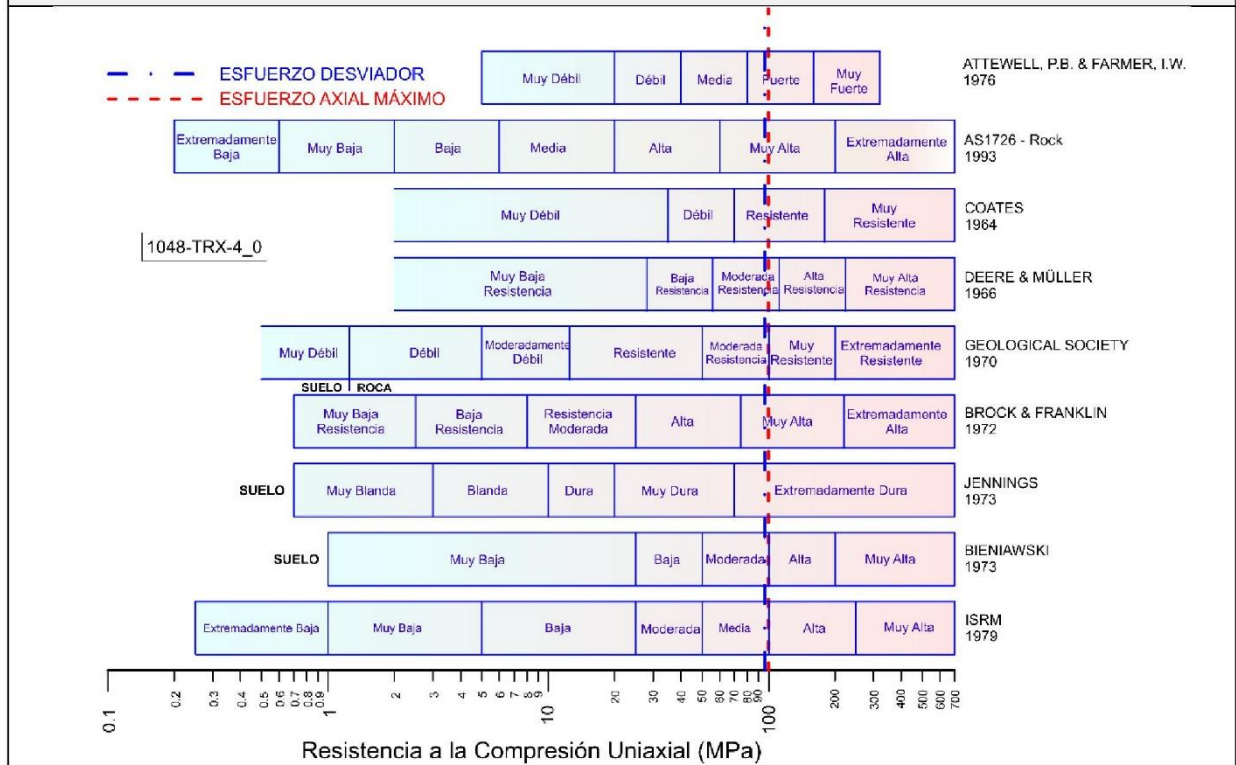 ESFUERZO DESVIADOR
ESFUERZO AXIAL MÁXIMO
Muy Débil
Débil
Media
Fuerte
Muy
Fuerte
ATTEWELL, P.B. & FARMER, I.W.
1976
Extremadamente
Baja
Muy Baja
Baja
Media
Alta
Muy Alta
Extremadamente
Alta
AS1726 - Rock
1993
Muy Débil
Débil
Resistente
Muy
Resistente
COATES
1964
1048-TRX-4_0
Muy Baja
Resistencia
Baja
Resistencia
Moderada
Resistencia
Alta
Resistencia
Muy Alta
Resistencia
DEERE & MÜLLER
1966
Muy Débil
Débil
Moderadamente
Débil
Resistente
Moderada
Resistencia
Muy
Resistente
Extremadamente
Resistente
GEOLOGICAL SOCIETY
1970
SUELO
ROCA
Muy Baja
Resistencia
Baja
Resistencia
Resistencia
Moderada
Alta
Muy Alta
Extremadamente
Alta
BROCK & FRANKLIN
1972
SUELO
Muy Blanda
Blanda
Dura
Muy Dura
Extremadamente Dura
JENNINGS
1973
SUELO
Muy Baja
Baja
Moderada
Alta
Muy Alta
BIENIAWSKI
1973
Extremadamente Baja
Muy Baja
Baja
Moderada
Media
Alta
Muy Alta
ISRM
1979
0.1 0.2 0.3 0.4 0.5 0.6 0.7 0.8 0.9 1 2 3 4 5 6 7 8 9 10 20 30 40 50 60 70 80 90 100 200 300 400 500 600 700
Resistencia a la Compresión Uniaxial (MPa)